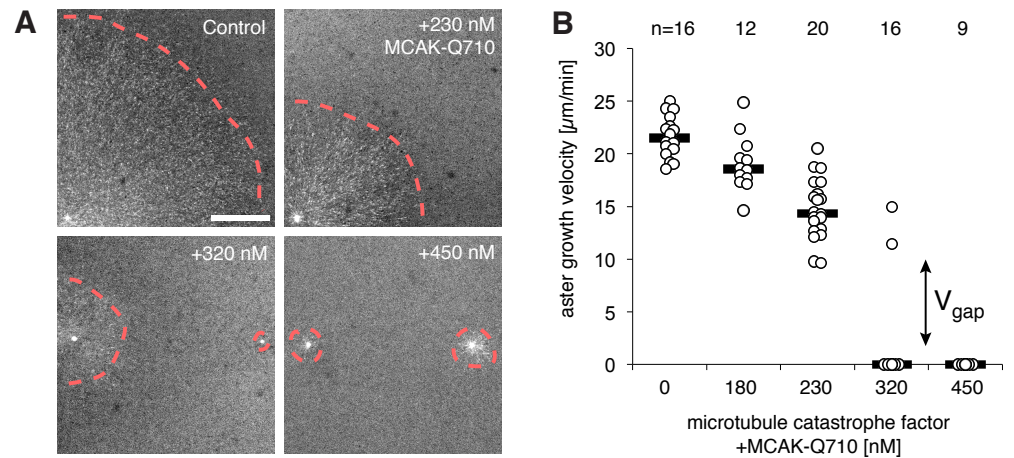 A
Control
+230 nM
MCAK-Q710
+320 nM
+450 nM
B
n=16 12 20 16 9
30
25
20
15
10
5
0
aster growth velocity [µm/min]
Vgap
0 180 230 320 450
microtubule catastrophe factor
+MCAK-Q710 [nM]